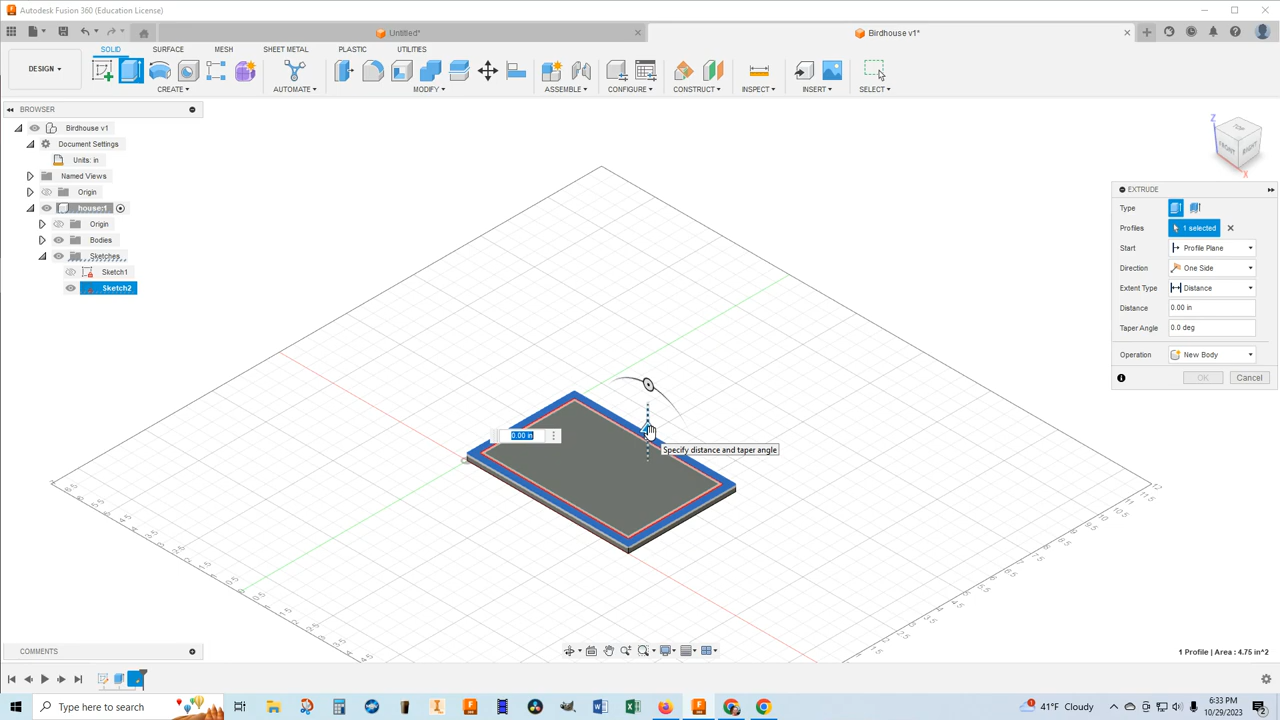 Autodesk Fusion 360 (Education License)
Untitled*
Birdhouse v1*
SOLID SURFACE MESH SHEET METAL PLASTIC UTILITIES
DESIGN
CREATE AUTOMATE MODIFY ASSEMBLE CONFIGURE CONSTRUCT INSPECT INSERT SELECT
BROWSER
Birdhouse v1
Document Settings
Units: in
Named Views
Origin
house:1
Origin
Bodies
Sketches
Sketch1
Sketch2
Z
TOP
FRONT
RIGHT
X
EXTRUDE
Type
Profiles 1 selected
Start Profile Plane
Direction One Side
Extent Type Distance
Distance 0.00 in
Taper Angle 0.0 deg
Operation New Body
OK Cancel
0.00 in
Specify distance and taper angle
COMMENTS
1 Profile | Area : 4.75 in^2
Type here to search
41°F Cloudy
6:33 PM
10/29/2023